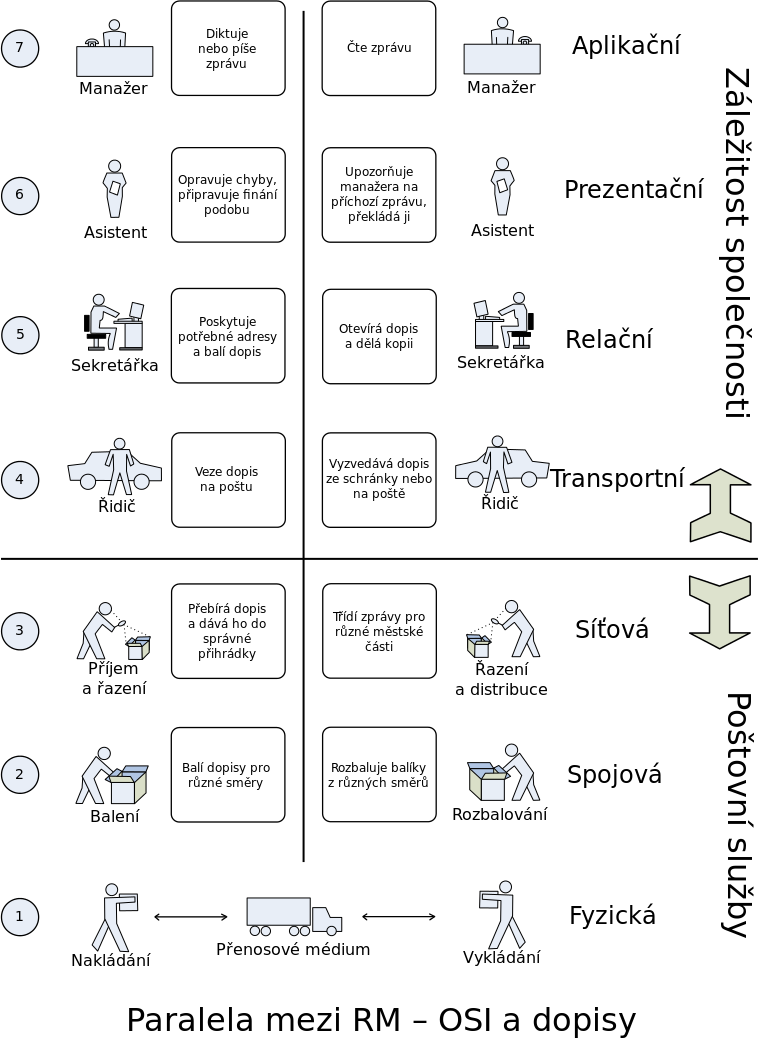 7
Manažer
Diktuje
nebo píše
zprávu
Čte zprávu
Manažer
Aplikační
6
Asistent
Opravuje chyby,
připravuje finání
podobu
Upozorňuje
manažera na
příchozí zprávu,
překládá ji
Asistent
Prezentační
5
Sekretářka
Poskytuje
potřebné adresy
a balí dopis
Otevírá dopis
a dělá kopii
Sekretářka
Relační
4
Řidič
Veze dopis
na poštu
Vyzvedává dopis
ze schránky nebo
na poště
Řidič
Transportní
Záležitost společnosti
3
Příjem
a řazení
Přebírá dopis
a dává ho do
správné
přihrádky
Třídí zprávy pro
různé městské
části
Řazení
a distribuce
Síťová
2
Balení
Balí dopisy pro
různé směry
Rozbaluje balíky
z různých směrů
Rozbalování
Spojová
1
Nakládání
Přenosové médium
Vykládání
Fyzická
Poštovní služby
Paralela mezi RM – OSI a dopisy